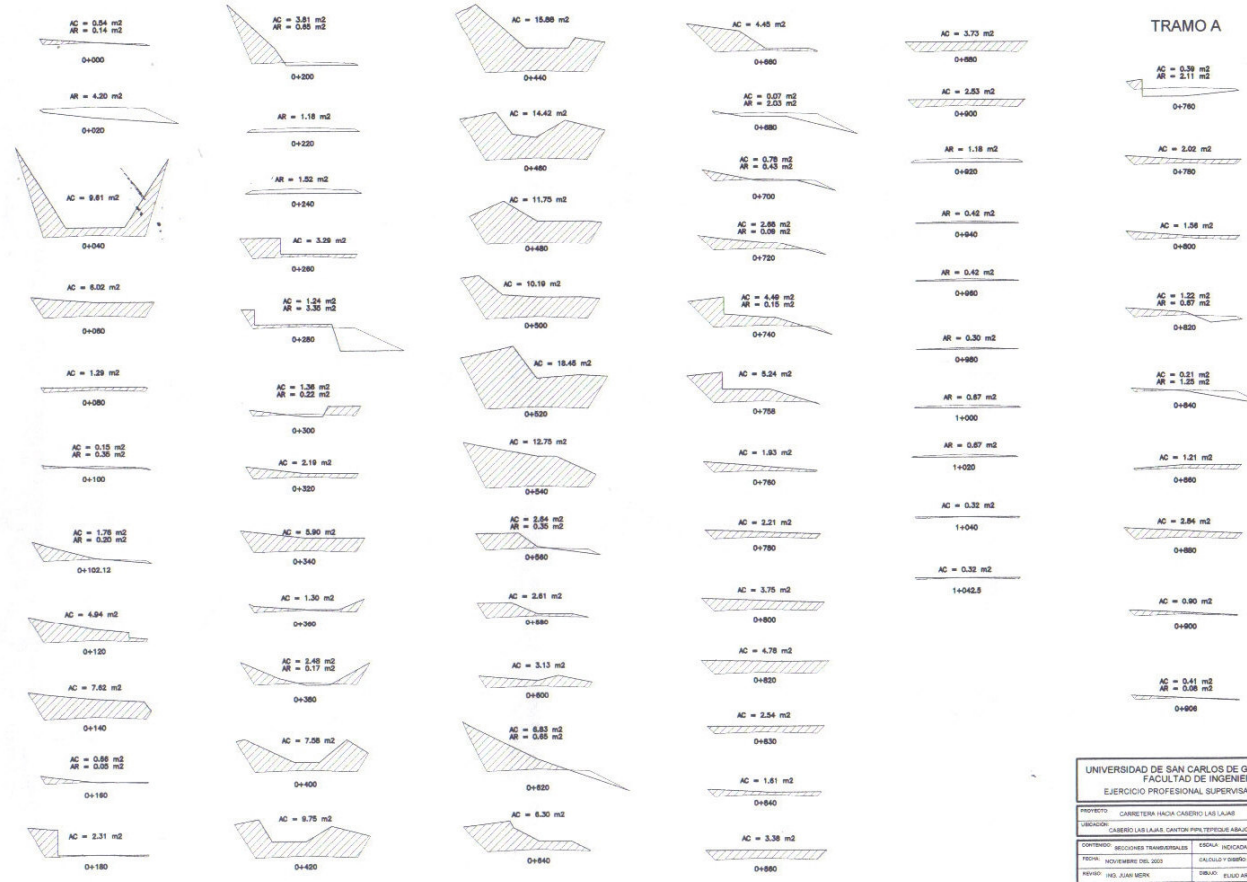 AC = 0.54 m2
AR = 0.14 m2
0+000
AR = 4.20 m2
0+020
AC = 9.61 m2
0+040
AC = 6.02 m2
0+060
AC = 1.29 m2
0+080
AC = 0.15 m2
AR = 0.35 m2
0+100
AC = 1.76 m2
AR = 0.20 m2
0+102.12
AC = 4.94 m2
0+120
AC = 7.82 m2
0+140
AC = 0.66 m2
AR = 0.05 m2
0+160
AC = 2.31 m2
0+180
AC = 3.81 m2
AR = 0.65 m2
0+200
AR = 1.18 m2
0+220
AR = 1.52 m2
0+240
AC = 3.29 m2
0+260
AC = 1.24 m2
AR = 3.35 m2
0+280
AC = 1.36 m2
AR = 0.22 m2
0+300
AC = 2.19 m2
0+320
AC = 5.90 m2
0+340
AC = 1.30 m2
0+360
AC = 2.48 m2
AR = 0.17 m2
0+380
AC = 7.58 m2
0+400
AC = 9.75 m2
0+420
AC = 15.88 m2
0+440
AC = 14.42 m2
0+460
AC = 11.75 m2
0+480
AC = 10.19 m2
0+500
AC = 18.45 m2
0+520
AC = 12.75 m2
0+540
AC = 2.64 m2
AR = 0.35 m2
0+560
AC = 2.61 m2
0+580
AC = 3.13 m2
0+600
AC = 6.83 m2
AR = 0.65 m2
0+620
AC = 6.30 m2
0+640
AC = 4.45 m2
0+660
AC = 0.07 m2
AR = 2.03 m2
0+680
AC = 0.78 m2
AR = 0.43 m2
0+700
AC = 2.68 m2
AR = 0.09 m2
0+720
AC = 4.49 m2
AR = 0.15 m2
0+740
AC = 5.24 m2
0+758
AC = 1.93 m2
0+760
AC = 2.21 m2
0+780
AC = 3.75 m2
0+800
AC = 4.78 m2
0+820
AC = 2.54 m2
0+830
AC = 1.61 m2
0+840
AC = 3.38 m2
0+860
AC = 3.73 m2
0+880
AC = 2.53 m2
0+900
AR = 1.18 m2
0+920
AR = 0.42 m2
0+940
AR = 0.42 m2
0+960
AR = 0.30 m2
0+980
AR = 0.67 m2
1+000
AR = 0.67 m2
1+020
AC = 0.32 m2
1+040
AC = 0.32 m2
1+042.5
TRAMO A
AC = 0.39 m2
AR = 2.11 m2
0+760
AC = 2.02 m2
0+780
AC = 1.56 m2
0+800
AC = 1.22 m2
AR = 0.67 m2
0+820
AC = 0.21 m2
AR = 1.25 m2
0+840
AC = 1.21 m2
0+860
AC = 2.84 m2
0+880
AC = 0.90 m2
0+900
AC = 0.41 m2
AR = 0.08 m2
0+906
UNIVERSIDAD DE SAN CARLOS DE G
FACULTAD DE INGENIE
EJERCICIO PROFESIONAL SUPERVISA
PROYECTO: CARRETERA HACIA CASERIO LAS LAJAS
UBICACION: CASERIO LAS LAJAS, CANTON PIPILTEPEQUE ABAJO
CONTENIDO: SECCIONES TRANSVERSALES ESCALA: INDICADA
FECHA: NOVIEMBRE DEL 2003 CALCULO Y DISEÑO
REVISO: ING. JUAN MERK DIBUJO: ELIUD AR